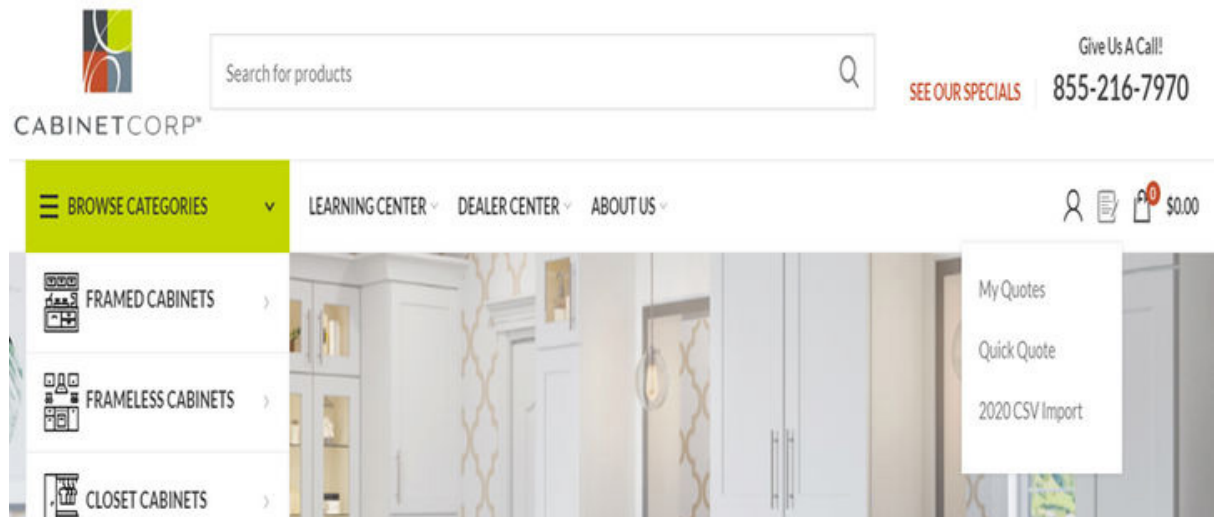 CABINETCORP®
Search for products
SEE OUR SPECIALS
Give Us A Call!
855-216-7970
BROWSE CATEGORIES
LEARNING CENTER
DEALER CENTER
ABOUT US
0
$0.00
FRAMED CABINETS
FRAMELESS CABINETS
CLOSET CABINETS
My Quotes
Quick Quote
2020 CSV Import